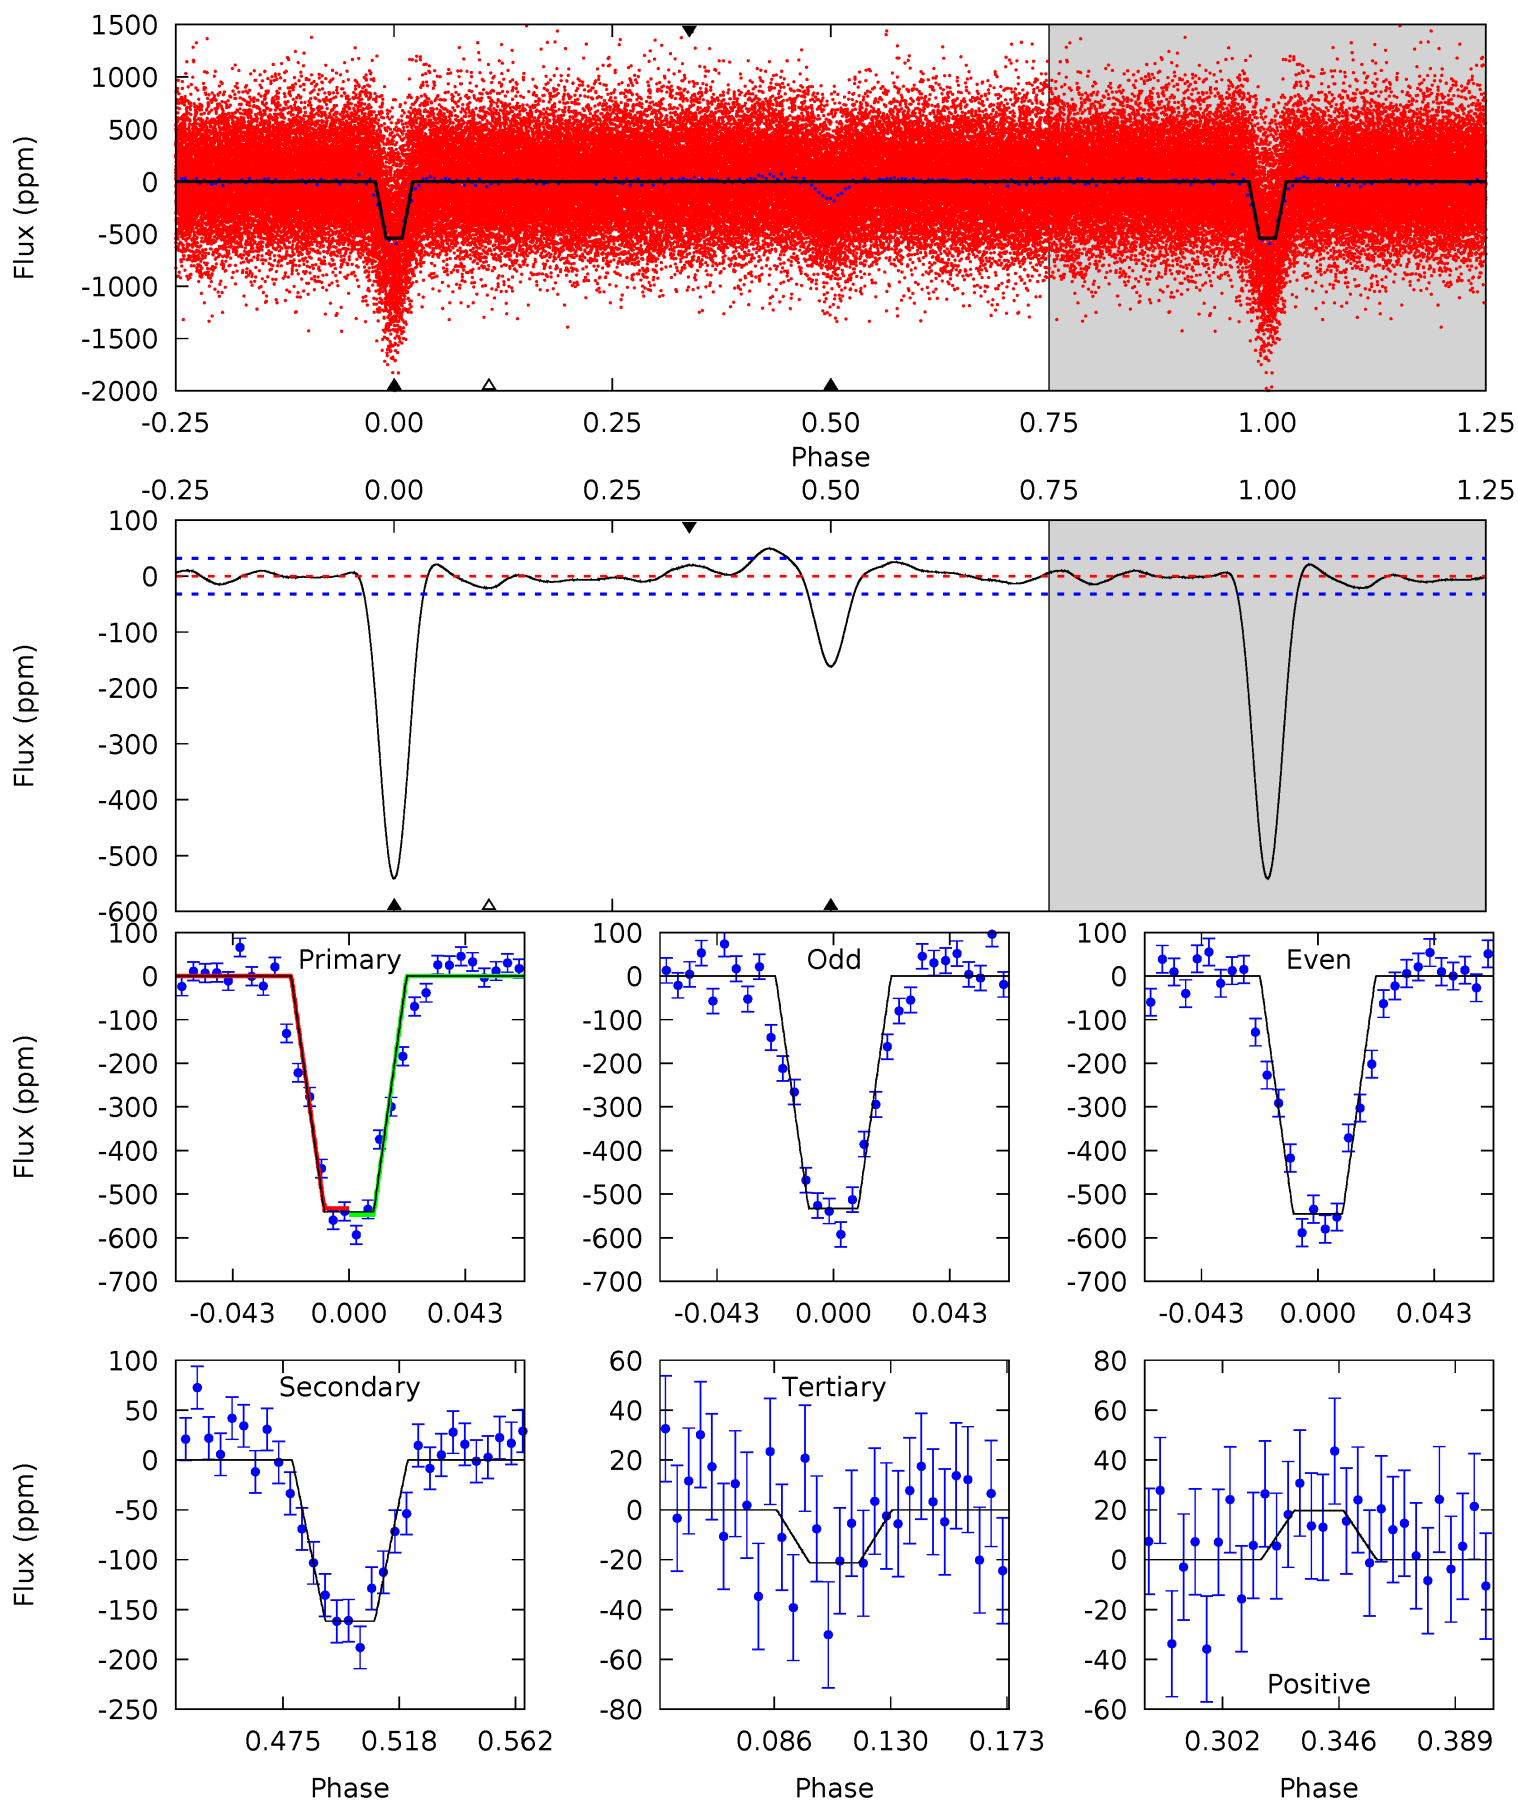 1500
1000
500
0
-500
-1000
-1500
-2000
Flux (ppm)
-0.25 0.00 0.25 0.50 0.75 1.00 1.25
Phase
-0.25 0.00 0.25 0.50 0.75 1.00 1.25
100
0
-100
-200
-300
-400
-500
-600
Flux (ppm)
Primary Odd Even
100 100 100
0 0 0
-100 -100 -100
-200 -200 -200
-300 -300 -300
-400 -400 -400
-500 -500 -500
-600 -600 -600
-700 -700 -700
Flux (ppm)
-0.043 0.000 0.043 -0.043 0.000 0.043 -0.043 0.000 0.043
Secondary Tertiary
100
50
0
-50
-100
-150
-200
-250
Flux (ppm)
60
40
20
0
-20
-40
-60
-80
80
60
40
20
0
-20
-40
-60
Positive
0.475 0.518 0.562 0.086 0.130 0.173 0.302 0.346 0.389
Phase Phase Phase